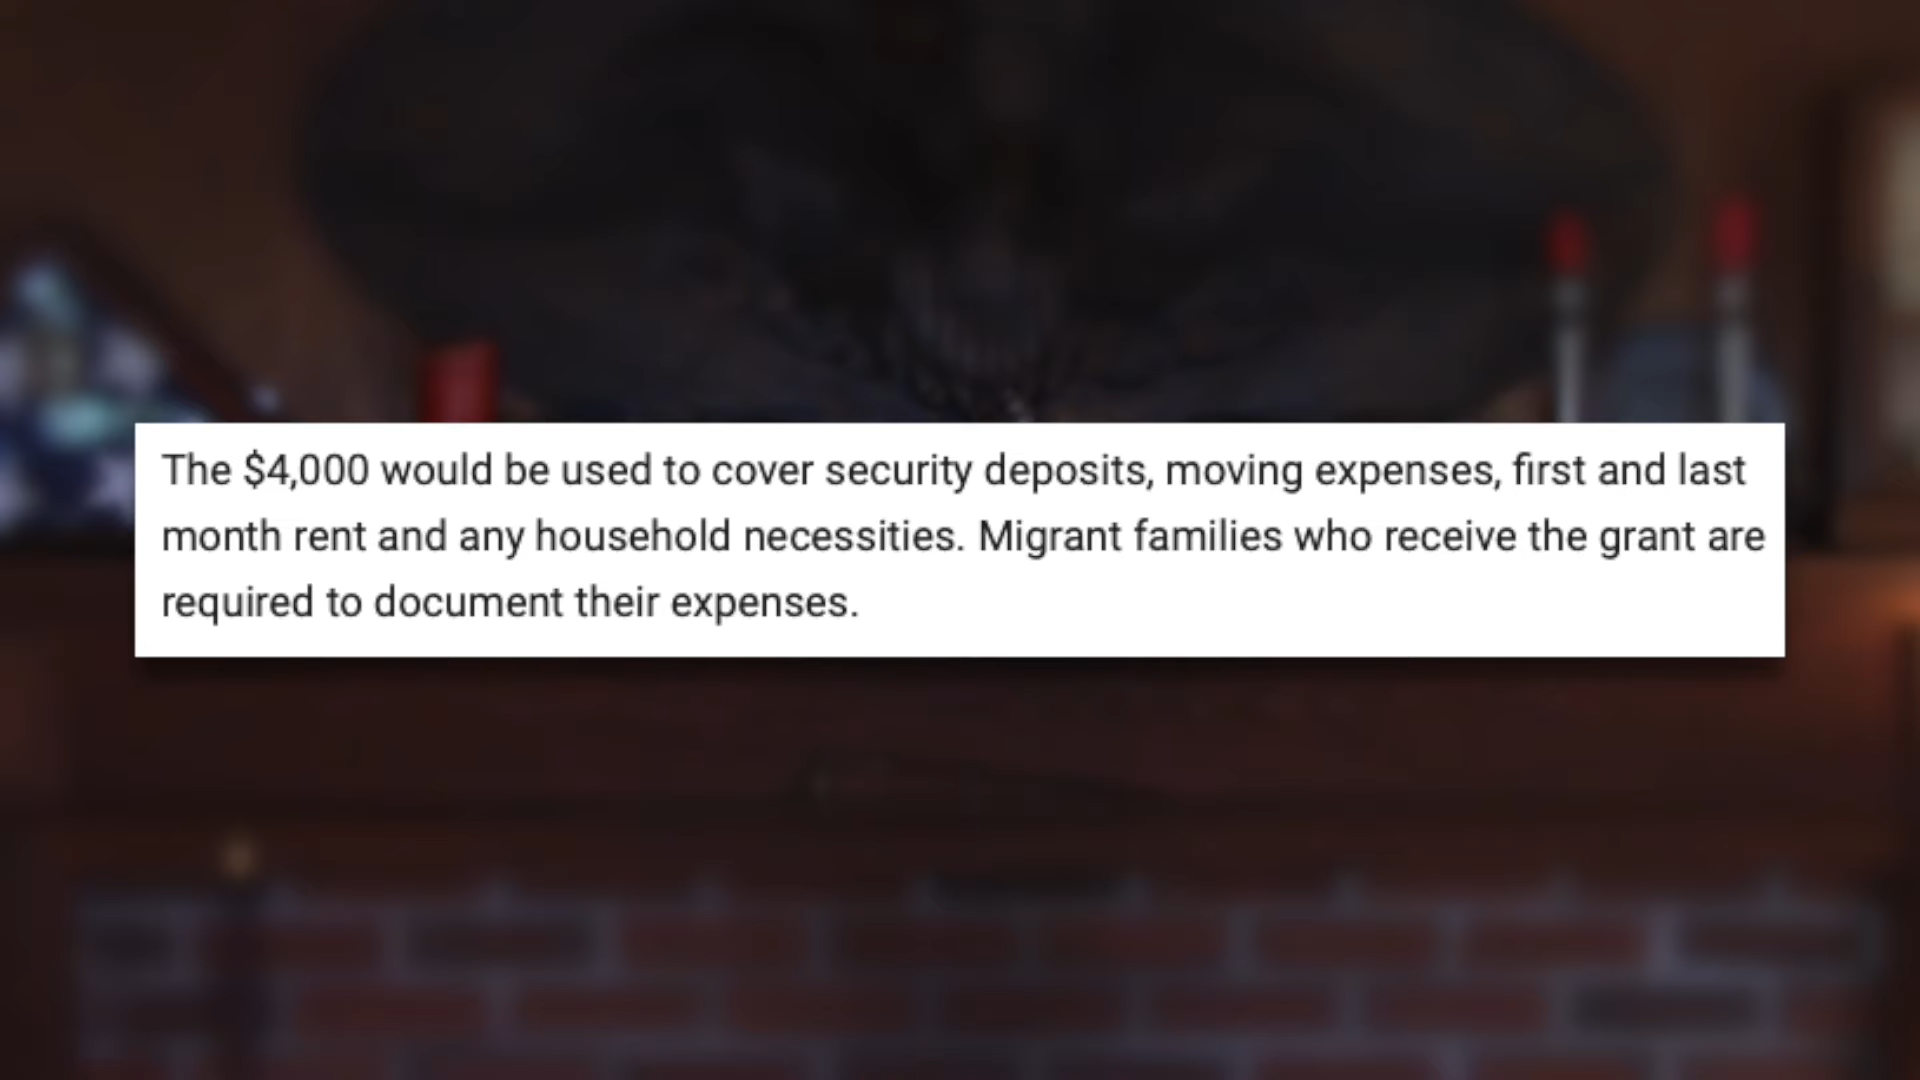 The $4,000 would be used to cover security deposits, moving expenses, first and last
month rent and any household necessities. Migrant families who receive the grant are
required to document their expenses.